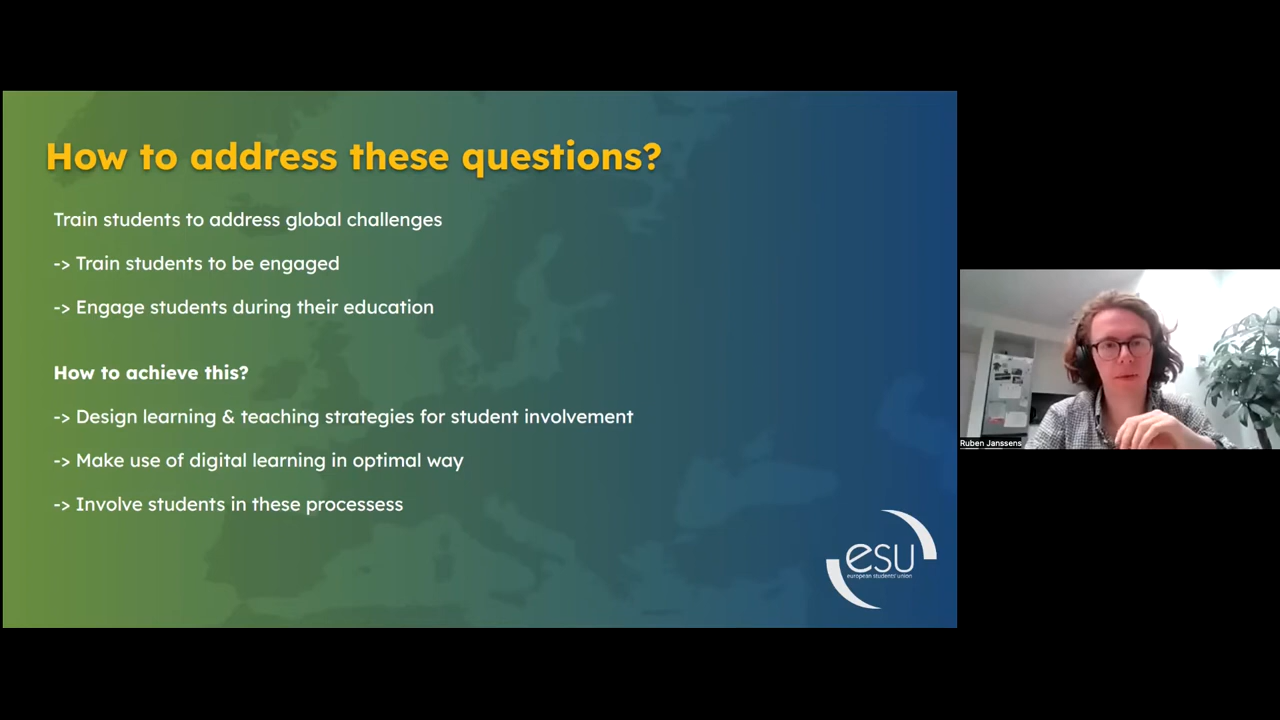 How to address these questions?
Train students to address global challenges
-> Train students to be engaged
-> Engage students during their education
How to achieve this?
-> Design learning & teaching strategies for student involvement
-> Make use of digital learning in optimal way
-> Involve students in these processess
esu
european students' union
Ruben Janssens